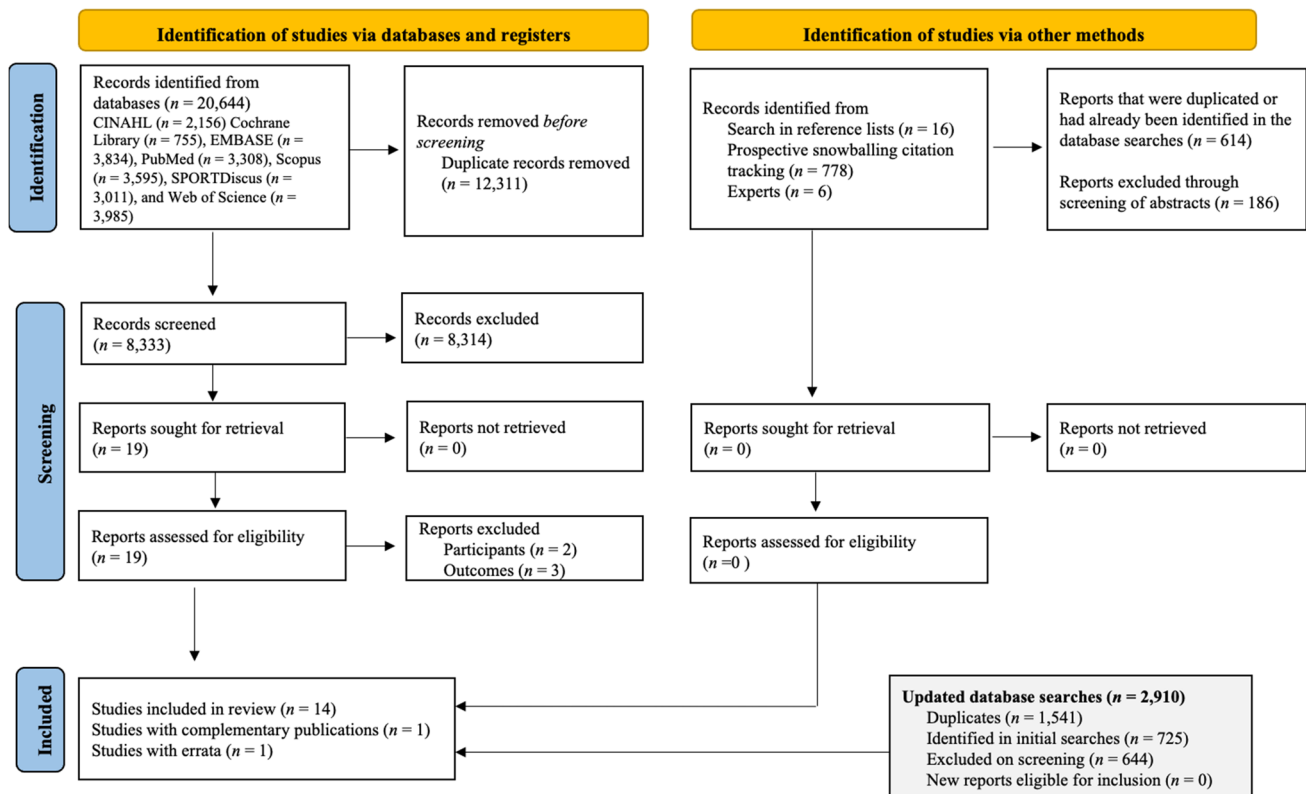 Identification of studies via databases and registers
Identification of studies via other methods
Identification
Records identified from
databases (n = 20,644)
CINAHL (n = 2,156) Cochrane
Library (n = 755), EMBASE (n =
3,834), PubMed (n = 3,308), Scopus
(n = 3,595), SPORTDiscus (n =
3,011), and Web of Science (n =
3,985)
Records removed before
screening
Duplicate records removed
(n = 12,311)
Records identified from
Search in reference lists (n = 16)
Prospective snowballing citation
tracking (n = 778)
Experts (n = 6)
Reports that were duplicated or
had already been identified in the
database searches (n = 614)
Reports excluded through
screening of abstracts (n = 186)
Screening
Records screened
(n = 8,333)
Records excluded
(n = 8,314)
Reports sought for retrieval
(n = 19)
Reports not retrieved
(n = 0)
Reports sought for retrieval
(n = 0)
Reports not retrieved
(n = 0)
Reports assessed for eligibility
(n = 19)
Reports excluded
Participants (n = 2)
Outcomes (n = 3)
Reports assessed for eligibility
(n =0 )
Included
Studies included in review (n = 14)
Studies with complementary publications (n = 1)
Studies with errata (n = 1)
Updated database searches (n = 2,910)
Duplicates (n = 1,541)
Identified in initial searches (n = 725)
Excluded on screening (n = 644)
New reports eligible for inclusion (n = 0)